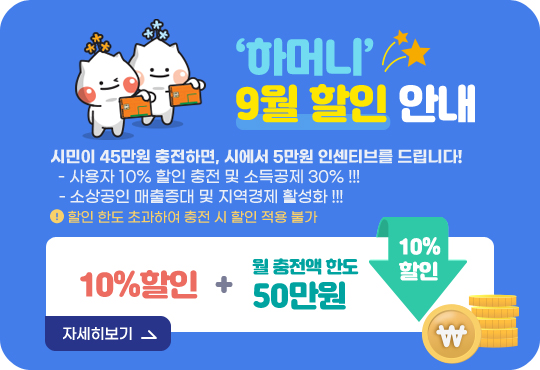 ‘하머니’
9월 할인 안내
시민이 45만원 충전하면, 시에서 5만원 인센티브를 드립니다!
- 사용자 10% 할인 충전 및 소득공제 30% !!!
- 소상공인 매출증대 및 지역경제 활성화 !!!
! 할인 한도 초과하여 충전 시 할인 적용 불가
10%할인 + 월 충전액 한도
50만원
10%
할인
₩
자세히보기